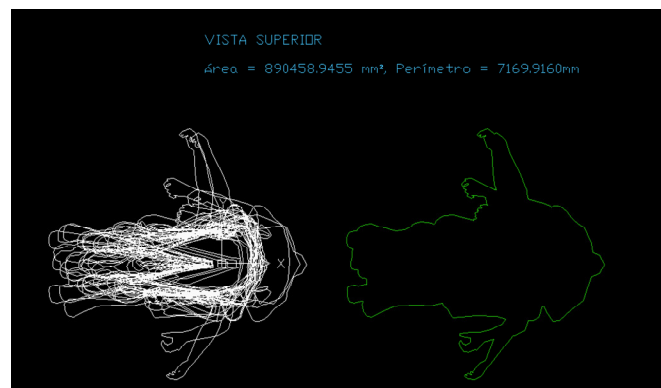 VISTA SUPERIOR
Área = 890458.9455 mm², Perímetro = 7169.9160mm